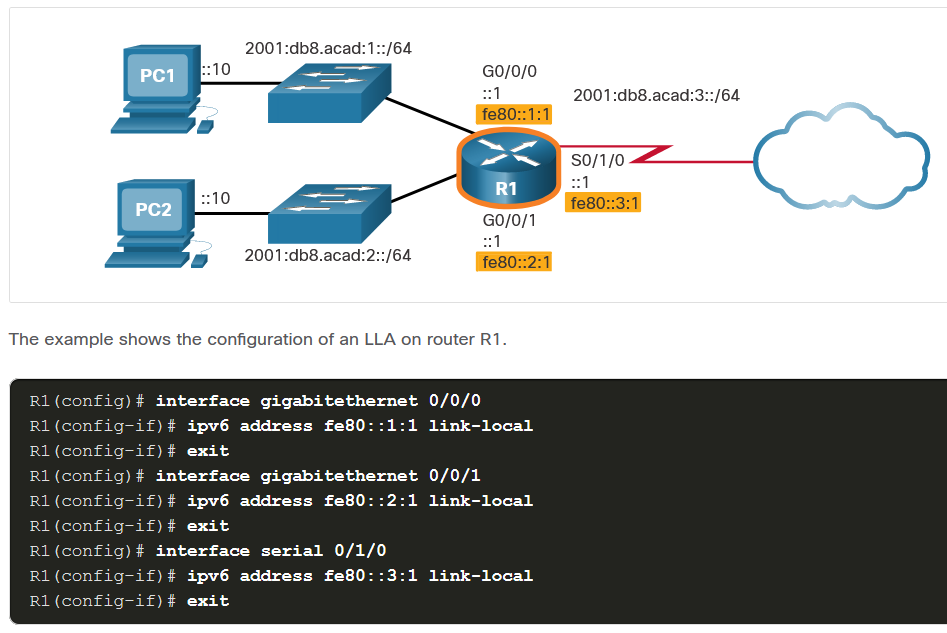 2001:db8.acad:1::/64
PC1
::10
G0/0/0
::1
fe80::1:1
2001:db8.acad:3::/64
S0/1/0
::1
fe80::3:1
R1
PC2
::10
G0/0/1
::1
fe80::2:1
2001:db8.acad:2::/64
The example shows the configuration of an LLA on router R1.
R1(config)# interface gigabitethernet 0/0/0
R1(config-if)# ipv6 address fe80::1:1 link-local
R1(config-if)# exit
R1(config)# interface gigabitethernet 0/0/1
R1(config-if)# ipv6 address fe80::2:1 link-local
R1(config-if)# exit
R1(config)# interface serial 0/1/0
R1(config-if)# ipv6 address fe80::3:1 link-local
R1(config-if)# exit